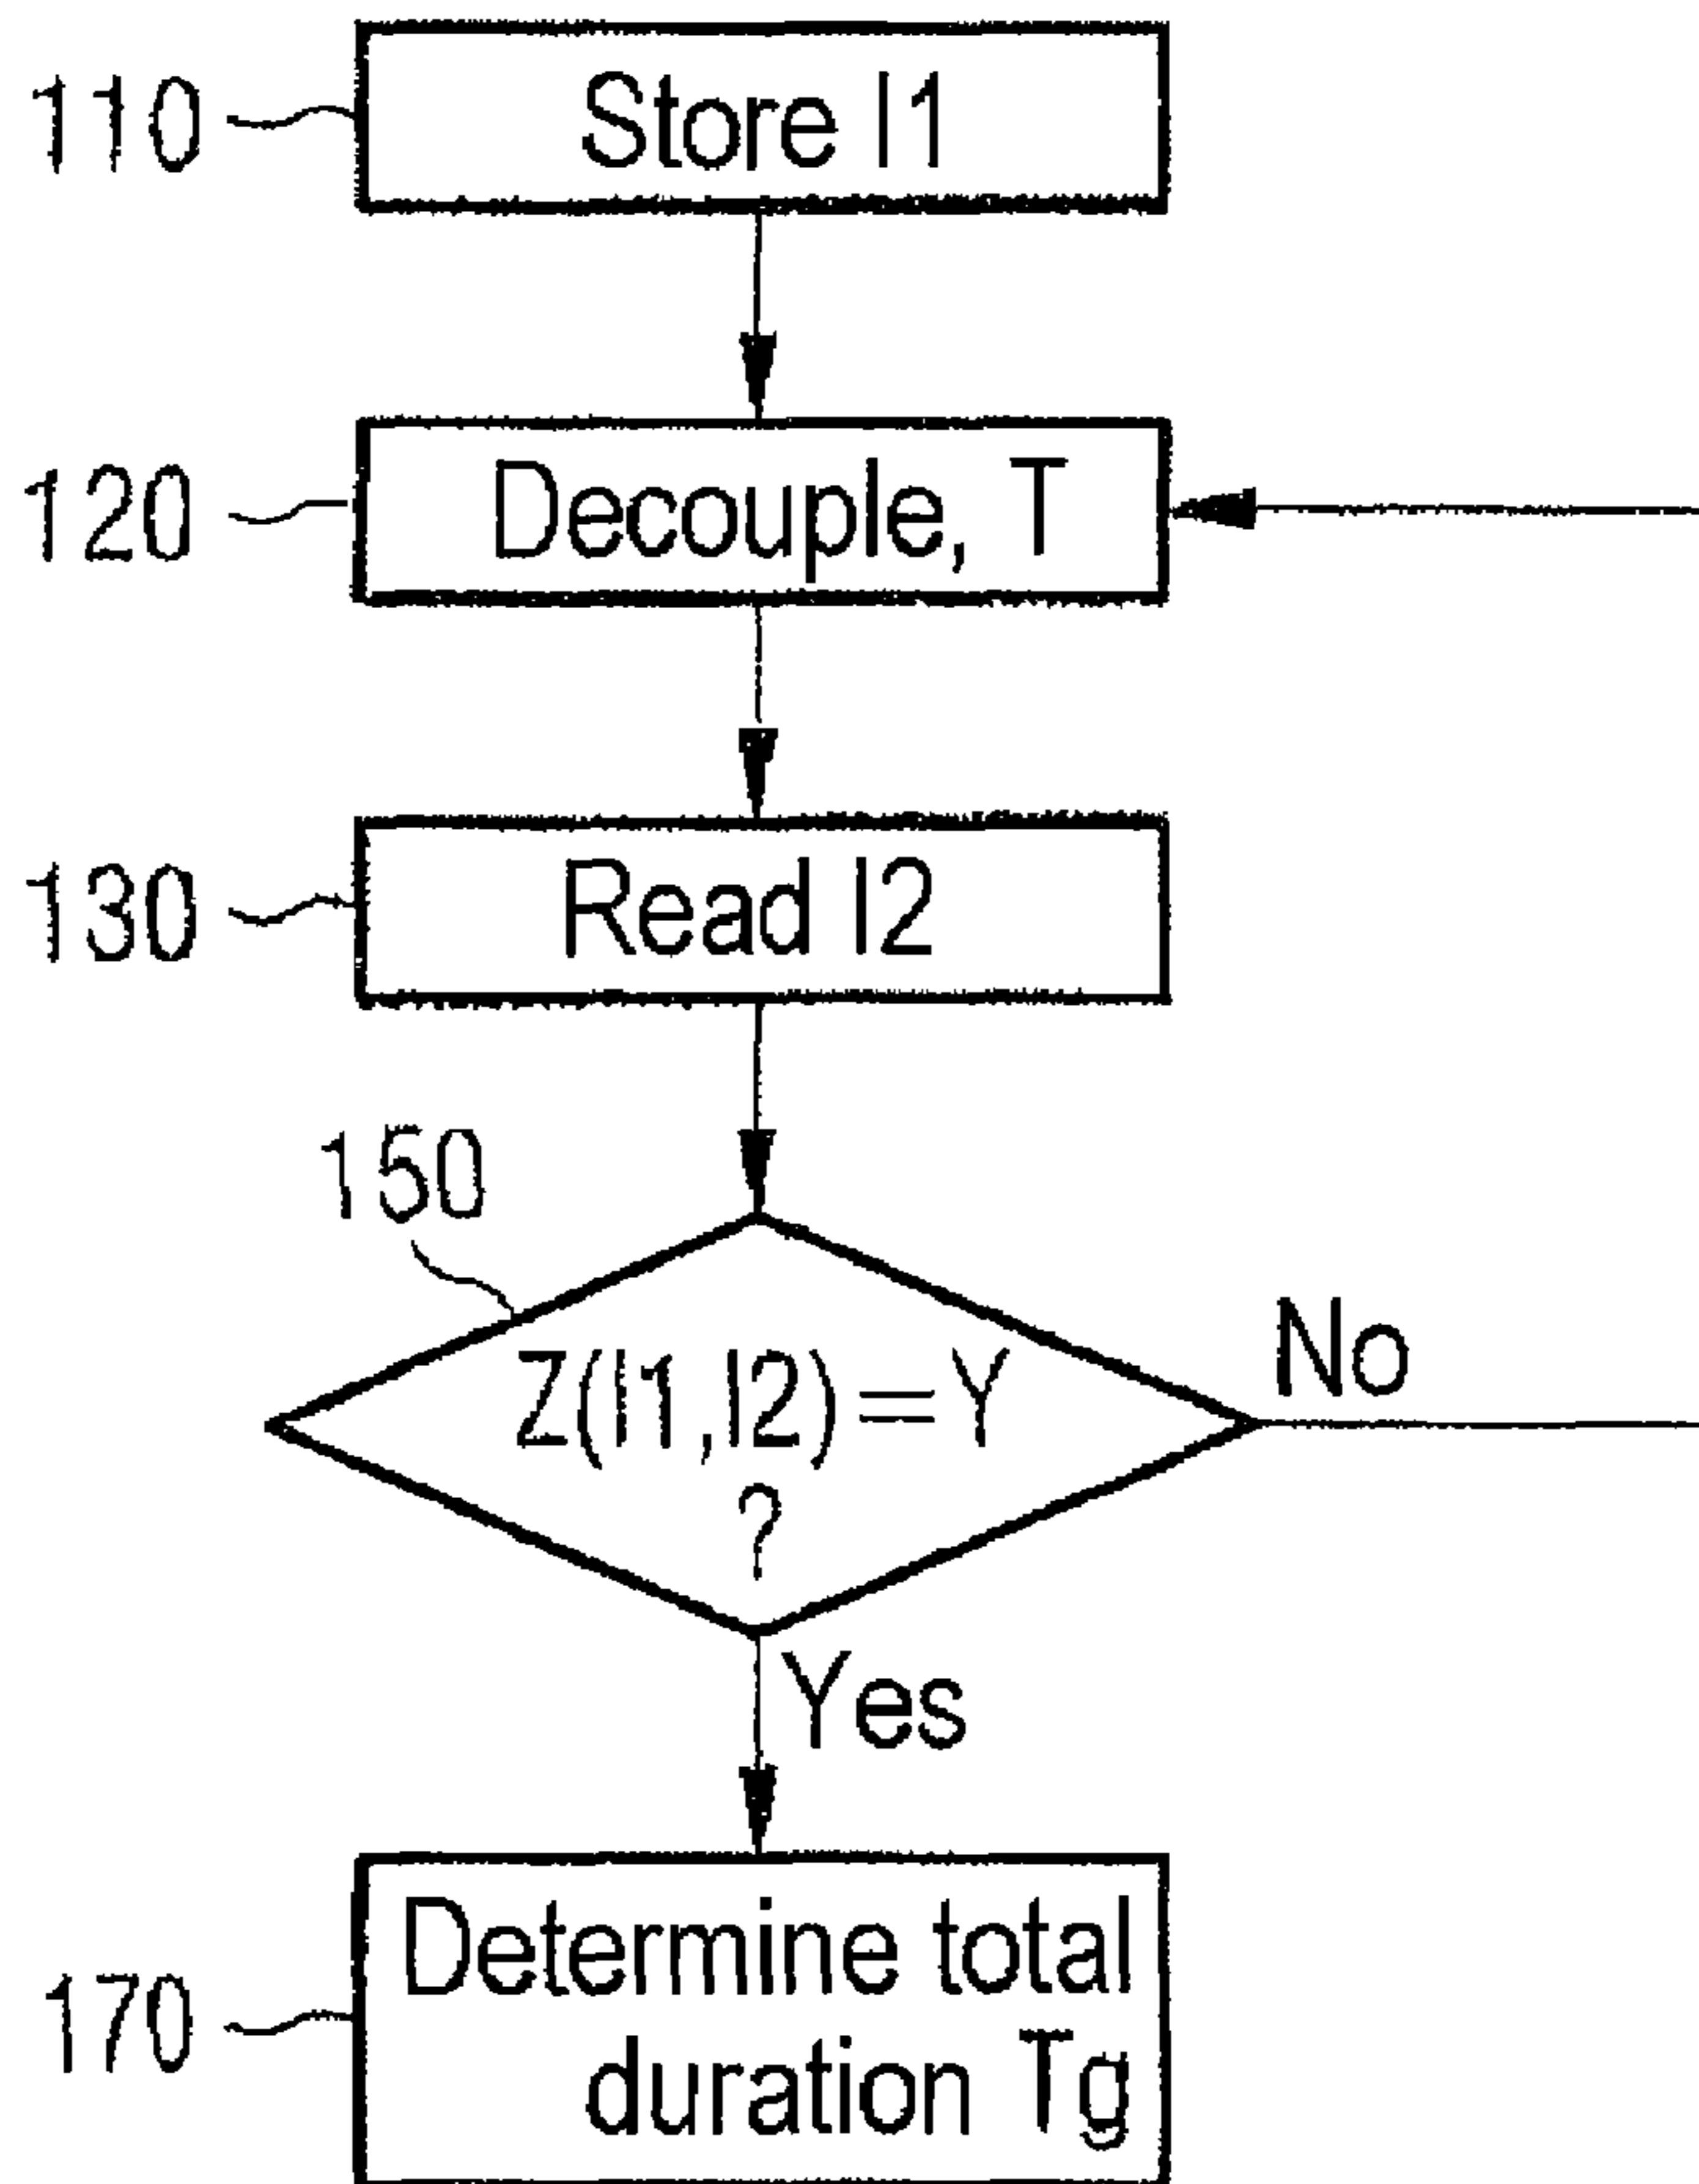 110
Store I1
120
Decouple, T
130
Read I2
150
Z(I1,I2)=Y
?
No
Yes
170
Determine total
duration Tg